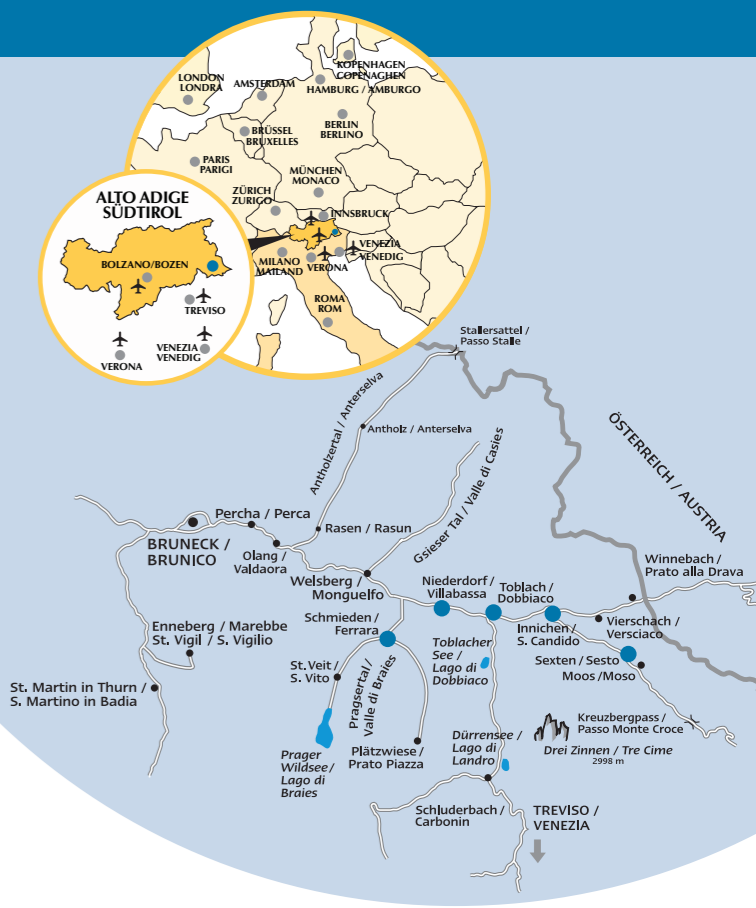 KOPENHAGEN
COPENAGHEN
LONDON
LONDRA
AMSTERDAM
HAMBURG / AMBURGO
BERLIN
BERLINO
BRÜSSEL
BRUXELLES
PARIS
PARIGI
MÜNCHEN
MONACO
ZÜRICH
ZURIGO
INNSBRUCK
VENEZIA
VENEDIG
MILANO
MAILAND
VERONA
ROMA
ROM
ALTO ADIGE
SÜDTIROL
BOLZANO/BOZEN
TREVISO
VENEZIA
VENEDIG
VERONA
Stallersattel /
Passo Stalle
Antholzertal / Anterselva
Antholz / Anterselva
ÖSTERREICH / AUSTRIA
Gsieser Tal / Valle di Casies
Percha / Perca
Rasen / Rasun
BRUNECK /
BRUNICO
Olang /
Valdaora
Welsberg /
Monguelfo
Niederdorf /
Villabassa
Toblach /
Dobbiaco
Winnebach /
Prato alla Drava
Schmieden /
Ferrara
Enneberg / Marebbe
St. Vigil / S. Vigilio
Innichen /
S. Candido
Vierschach /
Versciaco
Toblacher
See /
Lago di
Dobbiaco
Sexten / Sesto
Moos /Moso
St. Veit /
S. Vito
Pragsertal /
Valle di Braies
St. Martin in Thurn /
S. Martino in Badia
Prager
Wildsee /
Lago di
Braies
Plätzwiese /
Prato Piazza
Dürrensee /
Lago di
Landro
Kreuzbergpass /
Passo Monte Croce
Drei Zinnen / Tre Cime
2998 m
Schluderbach /
Carbonin
TREVISO /
VENEZIA